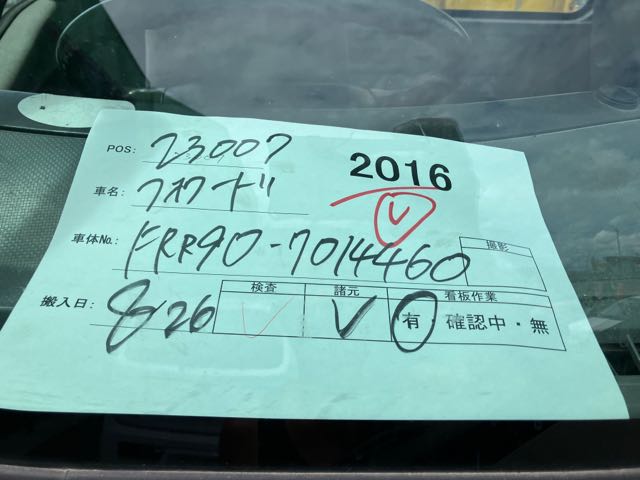 POS: 23007
2016
車名: フォワード
V
車体No.: FRR90-7014460
撮影
搬入日: 8/26
検査 諸元 看板作業
V V 有・確認中・無